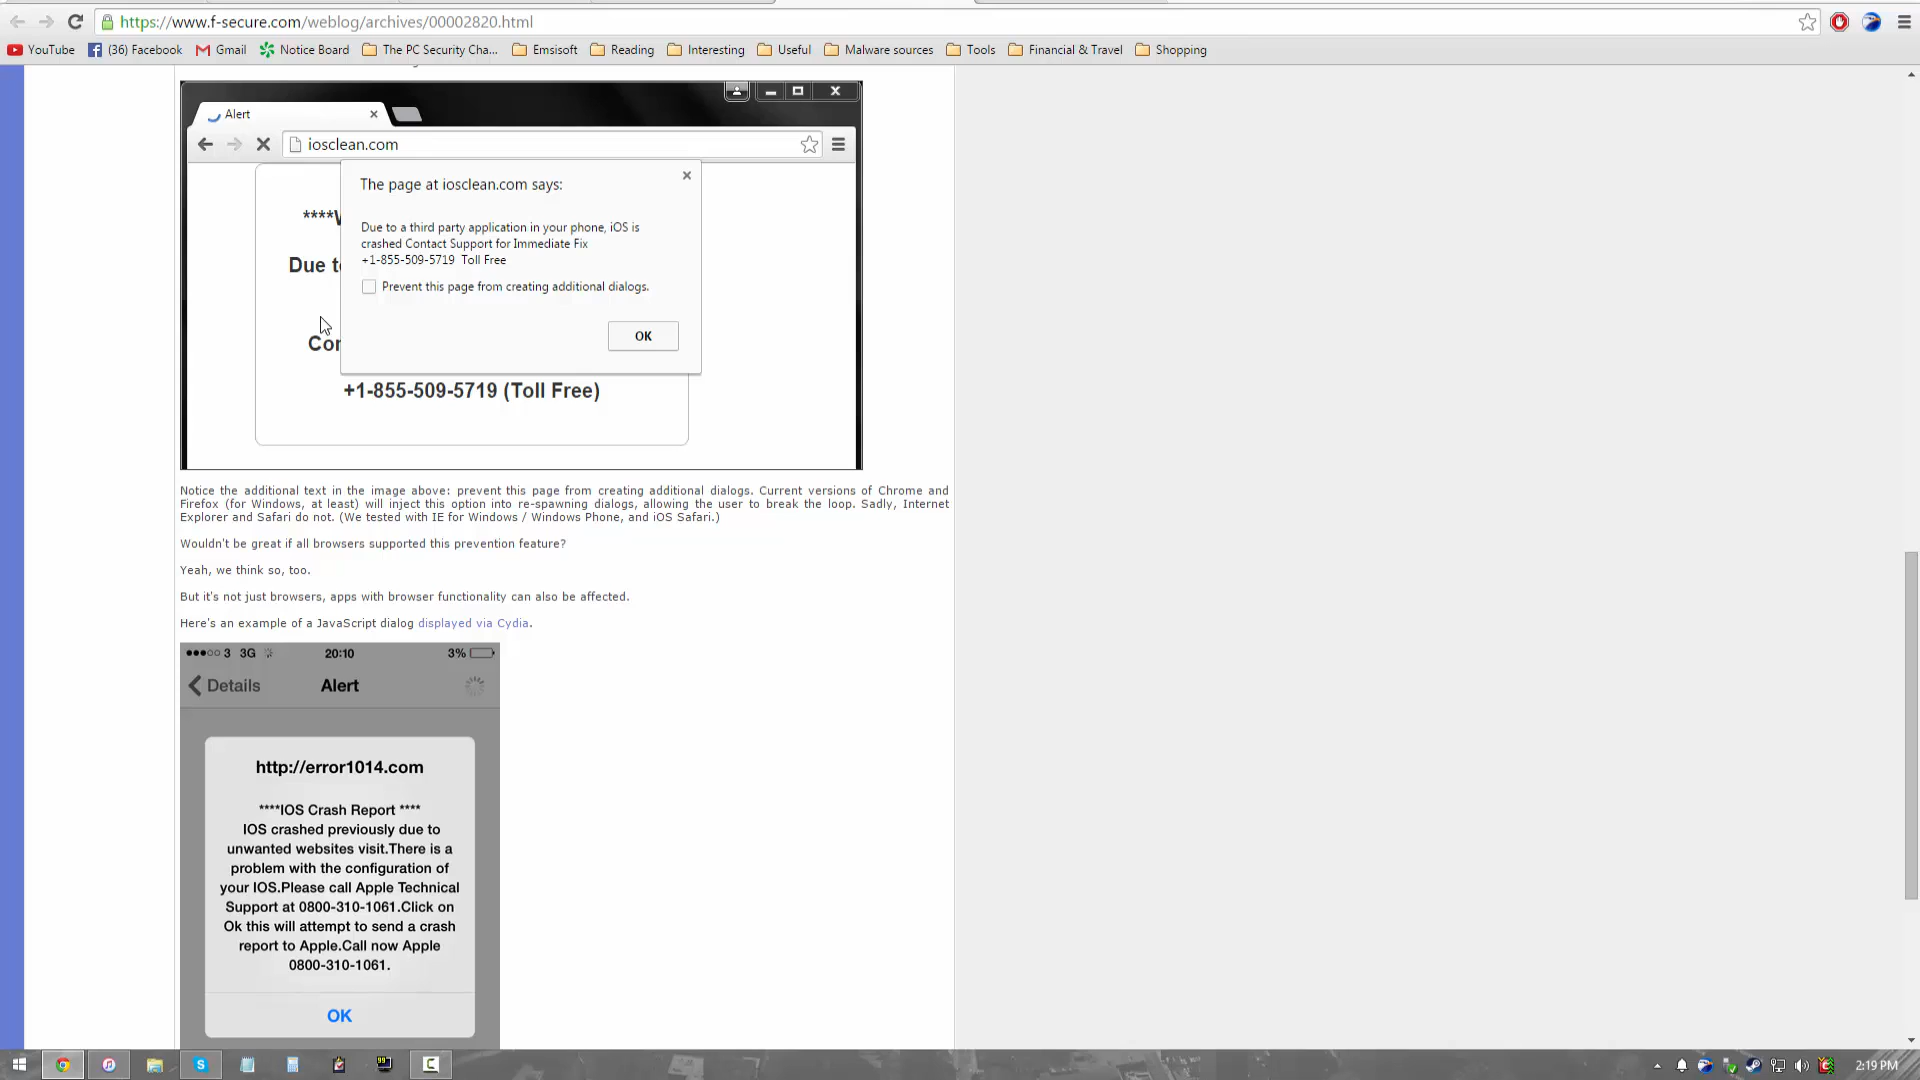 https://www.f-secure.com/weblog/archives/00002820.html
YouTube (36) Facebook Gmail Notice Board The PC Security Cha... Emsisoft Reading Interesting Useful Malware sources Tools Financial & Travel Shopping
Alert
iosclean.com
The page at iosclean.com says:
Due to a third party application in your phone, iOS is
crashed Contact Support for Immediate Fix
+1-855-509-5719 Toll Free
Prevent this page from creating additional dialogs.
OK
****
Due
+1-855-509-5719 (Toll Free)
Notice the additional text in the image above: prevent this page from creating additional dialogs. Current versions of Chrome and
Firefox (for Windows, at least) will inject this option into re-spawning dialogs, allowing the user to break the loop. Sadly, Internet
Explorer and Safari do not. (We tested with IE for Windows / Windows Phone, and iOS Safari.)
Wouldn't be great if all browsers supported this prevention feature?
Yeah, we think so, too.
But it's not just browsers, apps with browser functionality can also be affected.
Here's an example of a JavaScript dialog displayed via Cydia.
3 3G 20:10 3%
Details Alert
http://error1014.com
****IOS Crash Report ****
IOS crashed previously due to
unwanted websites visit.There is a
problem with the configuration of
your IOS.Please call Apple Technical
Support at 0800-310-1061.Click on
Ok this will attempt to send a crash
report to Apple.Call now Apple
0800-310-1061.
OK
2:19 PM